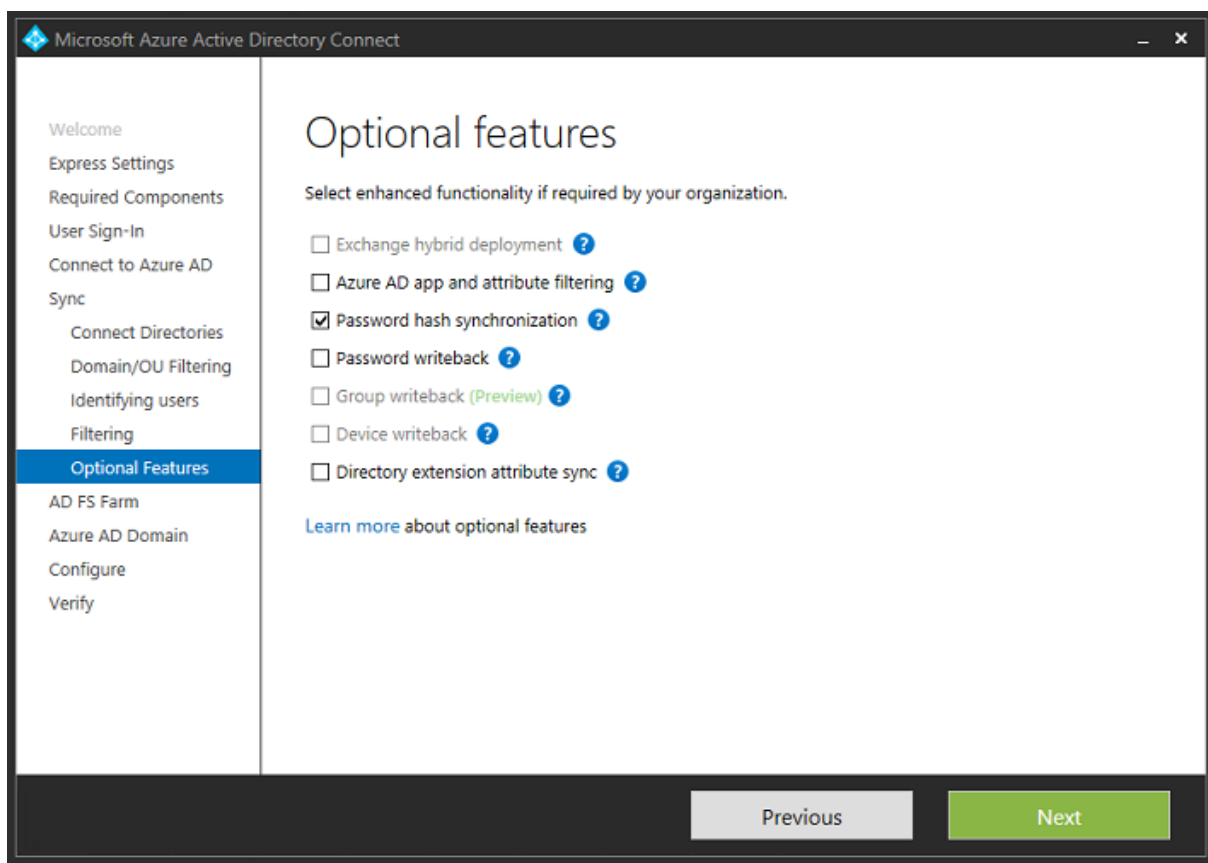 Microsoft Azure Active Directory Connect
Welcome
Express Settings
Required Components
User Sign-In
Connect to Azure AD
Sync
Connect Directories
Domain/OU Filtering
Identifying users
Filtering
Optional Features
AD FS Farm
Azure AD Domain
Configure
Verify
Optional features
Select enhanced functionality if required by your organization.
Exchange hybrid deployment ?
Azure AD app and attribute filtering ?
Password hash synchronization ?
Password writeback ?
Group writeback (Preview) ?
Device writeback ?
Directory extension attribute sync ?
Learn more about optional features
Previous
Next